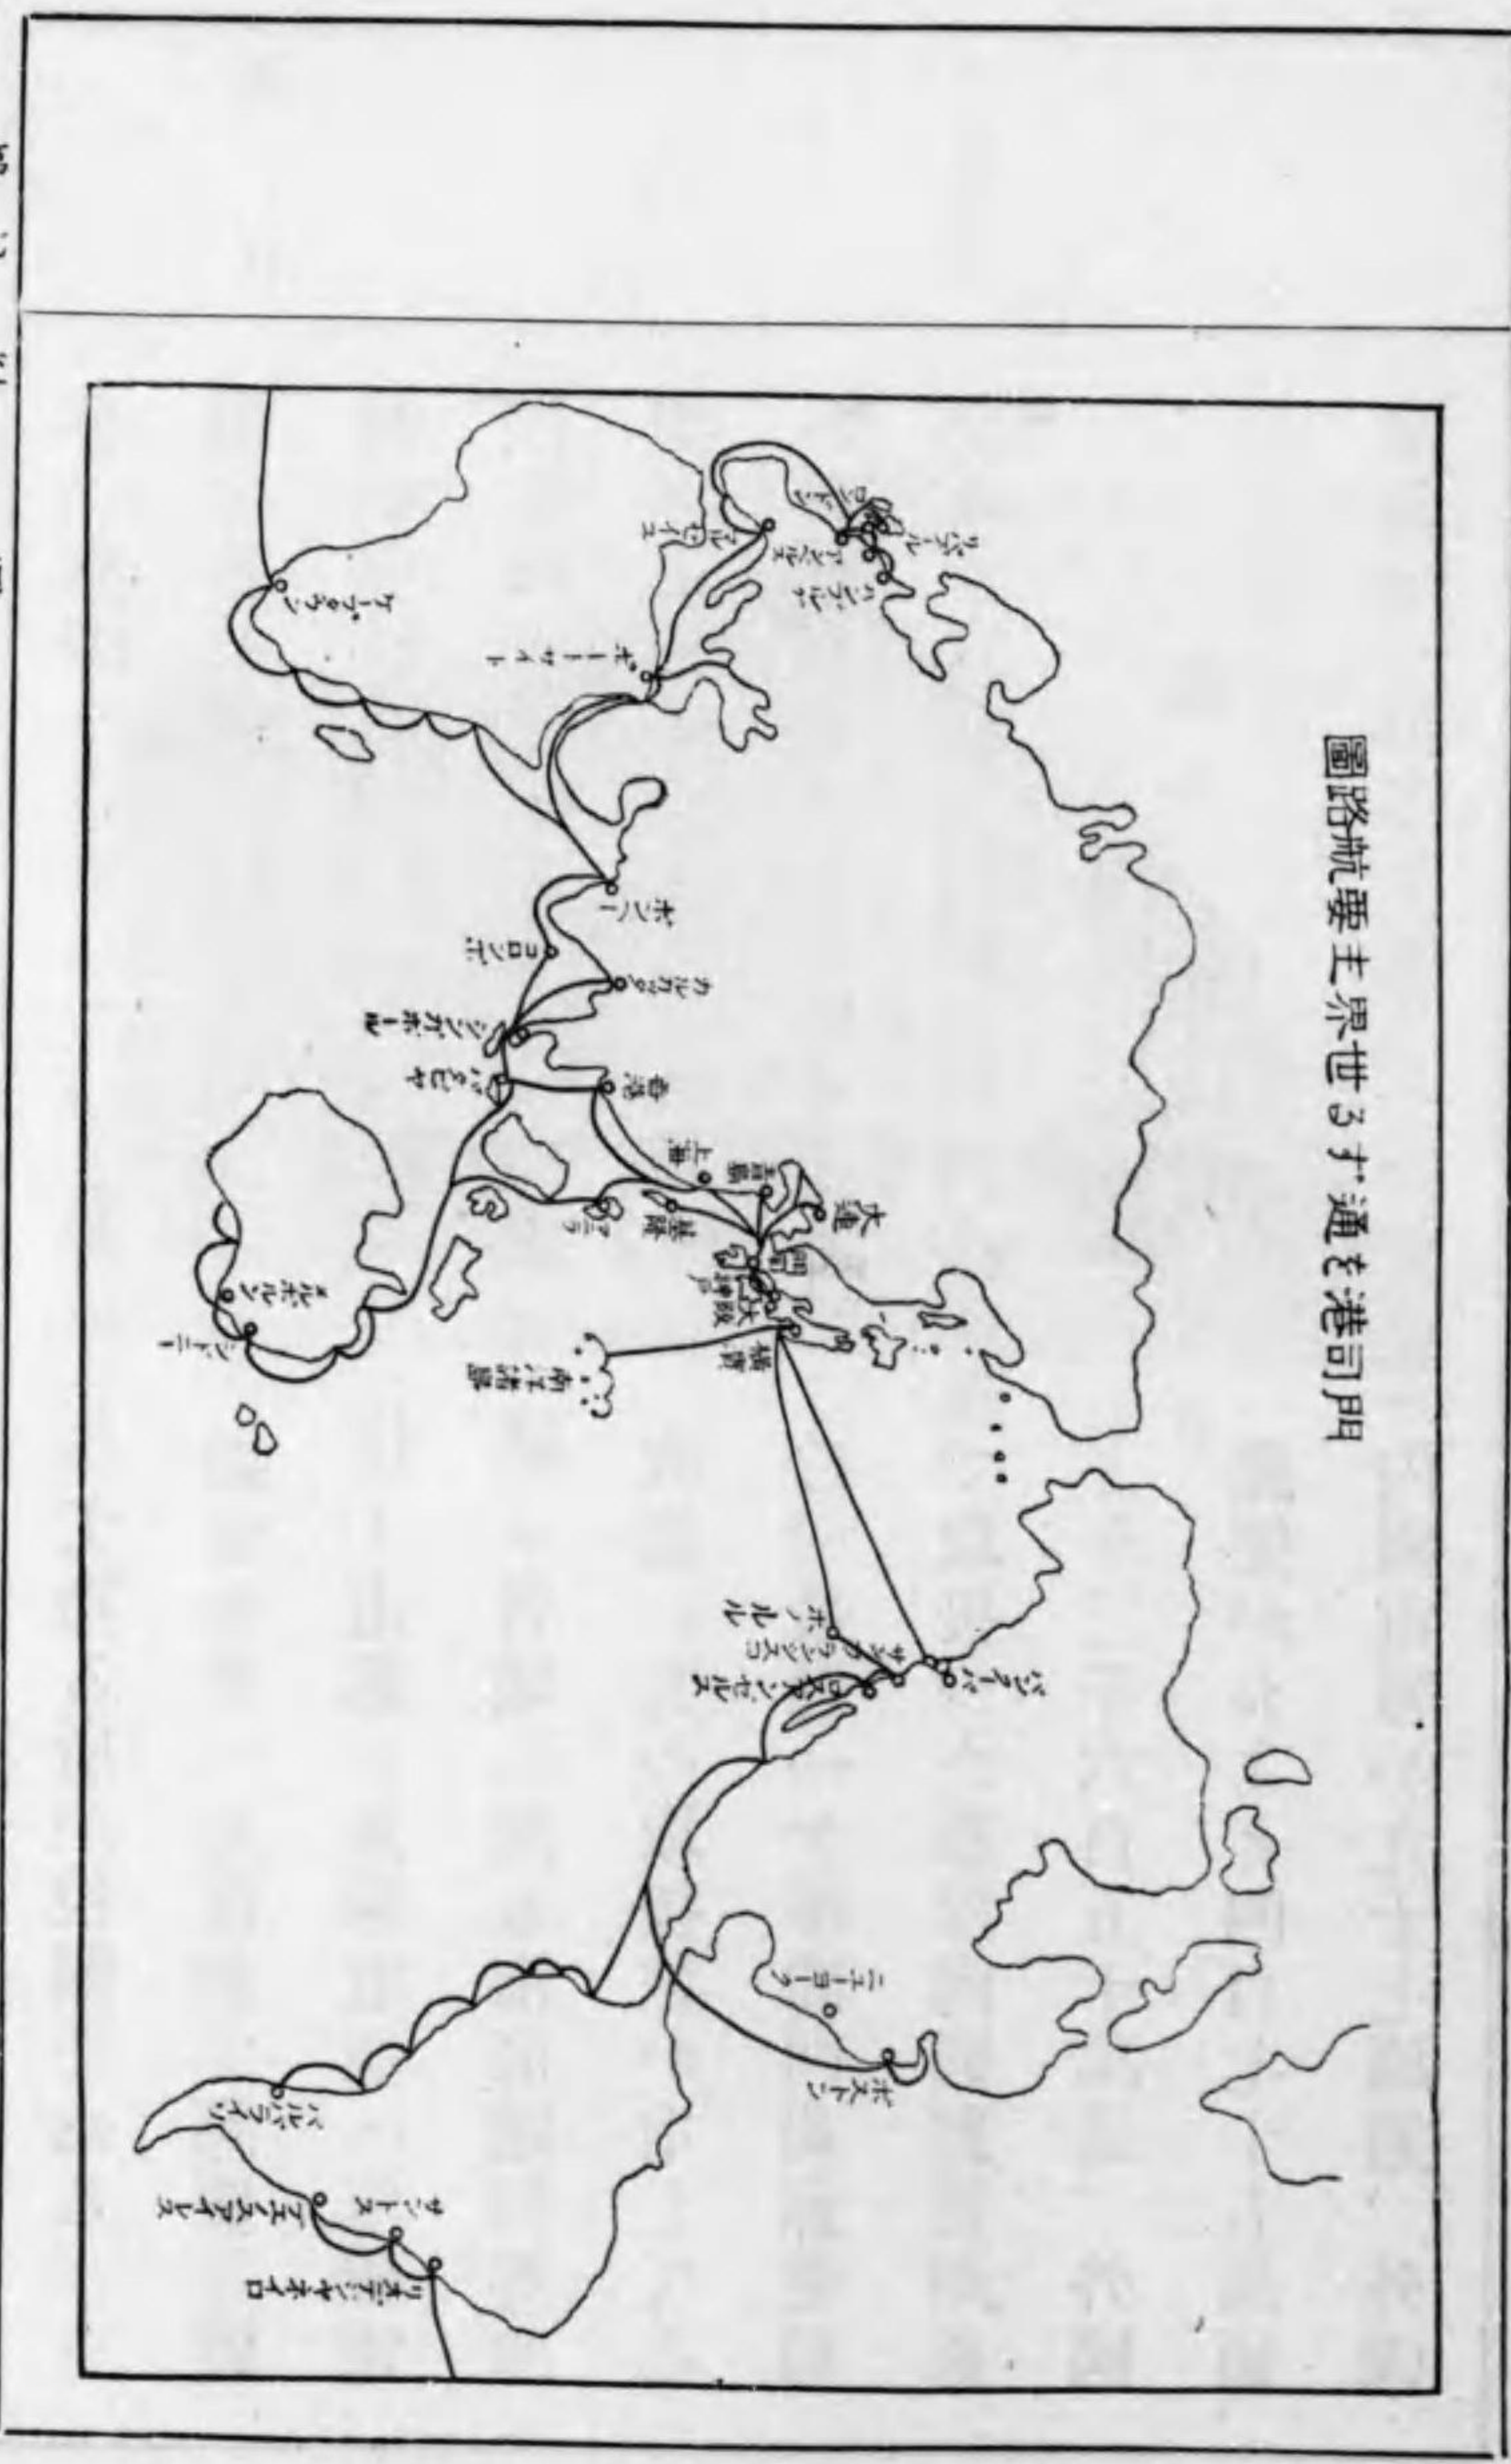 門司港を通ずる世界主要航路圖
リバプール
ロンドン
アンベルス
ハンブルグ
マルセイユ
ポートサイト
ケープタウン
ボンベー
コロンボ
カルカッタ
シンガポール
バタビヤ
香港
上海
青島
大連
基隆
マニラ
門司
神戸
大阪
横賓
南洋諸島
メルボルン
シドニー
ホノルル
サンフランシスコ
ロスアンゼルス
バンクーバー
ニューヨーク
ボストン
バルパライソ
ブエノスアイレス
サントス
リオデジャネイロ